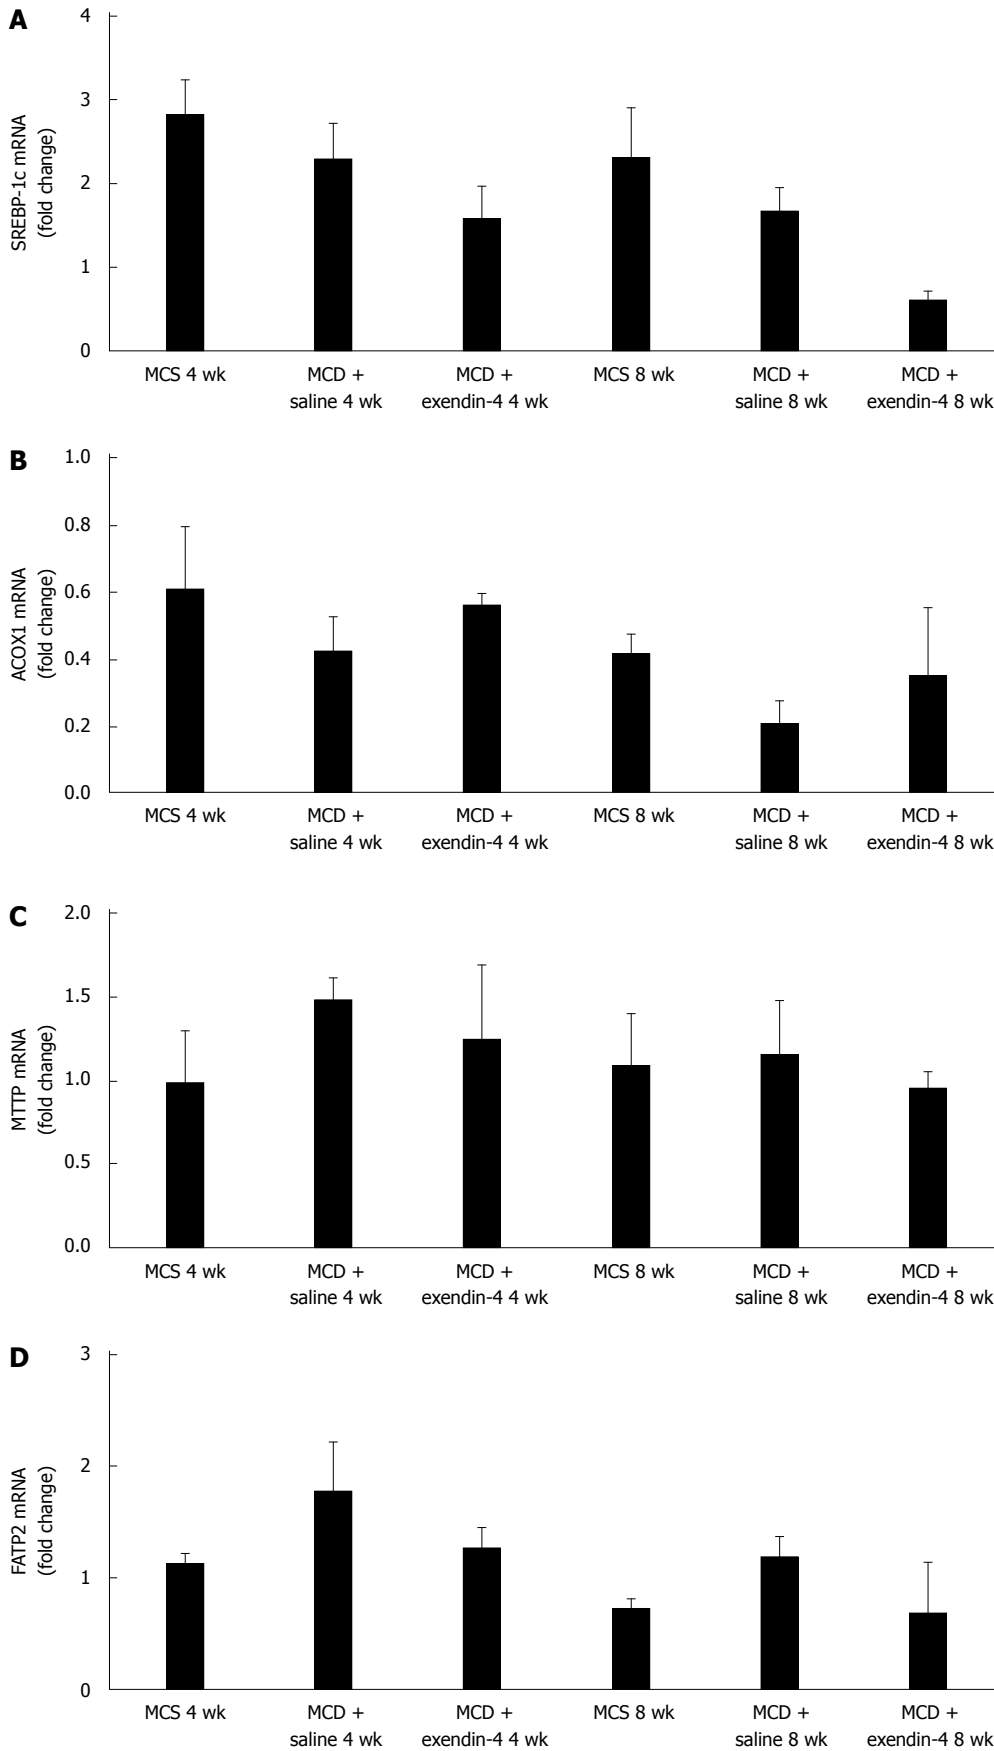 A
SREBP-1c mRNA
(fold change)
4
3
2
1
0
MCS 4 wk
MCD +
saline 4 wk
MCD +
exendin-4 4 wk
MCS 8 wk
MCD +
saline 8 wk
MCD +
exendin-4 8 wk
B
ACOX1 mRNA
(fold change)
1.0
0.8
0.6
0.4
0.2
0.0
MCS 4 wk
MCD +
saline 4 wk
MCD +
exendin-4 4 wk
MCS 8 wk
MCD +
saline 8 wk
MCD +
exendin-4 8 wk
C
MTTP mRNA
(fold change)
2.0
1.5
1.0
0.5
0.0
MCS 4 wk
MCD +
saline 4 wk
MCD +
exendin-4 4 wk
MCS 8 wk
MCD +
saline 8 wk
MCD +
exendin-4 8 wk
D
FATP2 mRNA
(fold change)
3
2
1
0
MCS 4 wk
MCD +
saline 4 wk
MCD +
exendin-4 4 wk
MCS 8 wk
MCD +
saline 8 wk
MCD +
exendin-4 8 wk